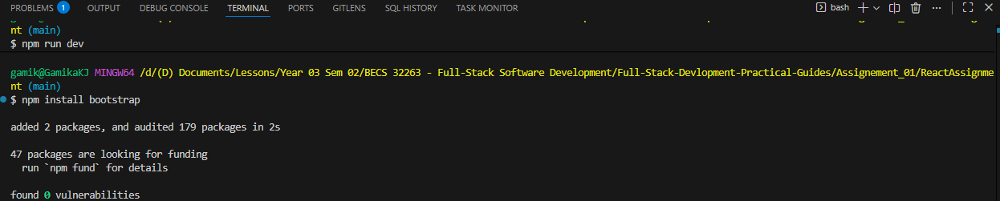 PROBLEMS 1 OUTPUT DEBUG CONSOLE TERMINAL PORTS GITLENS SQL HISTORY TASK MONITOR bash
nt (main)
$ npm run dev
gamik@GamikaKJ MINGW64 /d/(D) Documents/Lessons/Year 03 Sem 02/BECS 32263 - Full-Stack Software Development/Full-Stack-Devlopment-Practical-Guides/Assignement_01/ReactAssignme
nt (main)
$ npm install bootstrap
added 2 packages, and audited 179 packages in 2s
47 packages are looking for funding
run `npm fund` for details
found 0 vulnerabilities